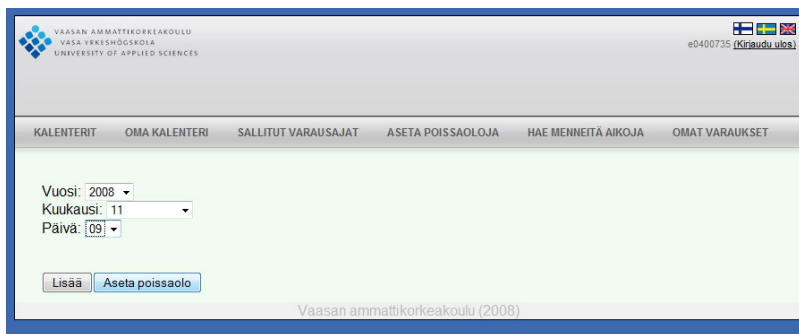 VAASAN AMMATTIKORKEAKOULU
VASA YRKESHÖGSKOLA
UNIVERSITY OF APPLIED SCIENCES
e0400735 (Kirjaudu ulos)
KALENTERIT OMA KALENTERI SALLITUT VARAUSAJAT ASETA POISSAOLOJA HAE MENNEITÄ AIKOJA OMAT VARAUKSET
Vuosi: 2008
Kuukausi: 11
Päivä: 09
Lisää Aseta poissaolo
Vaasan ammattikorkeakoulu (2008)